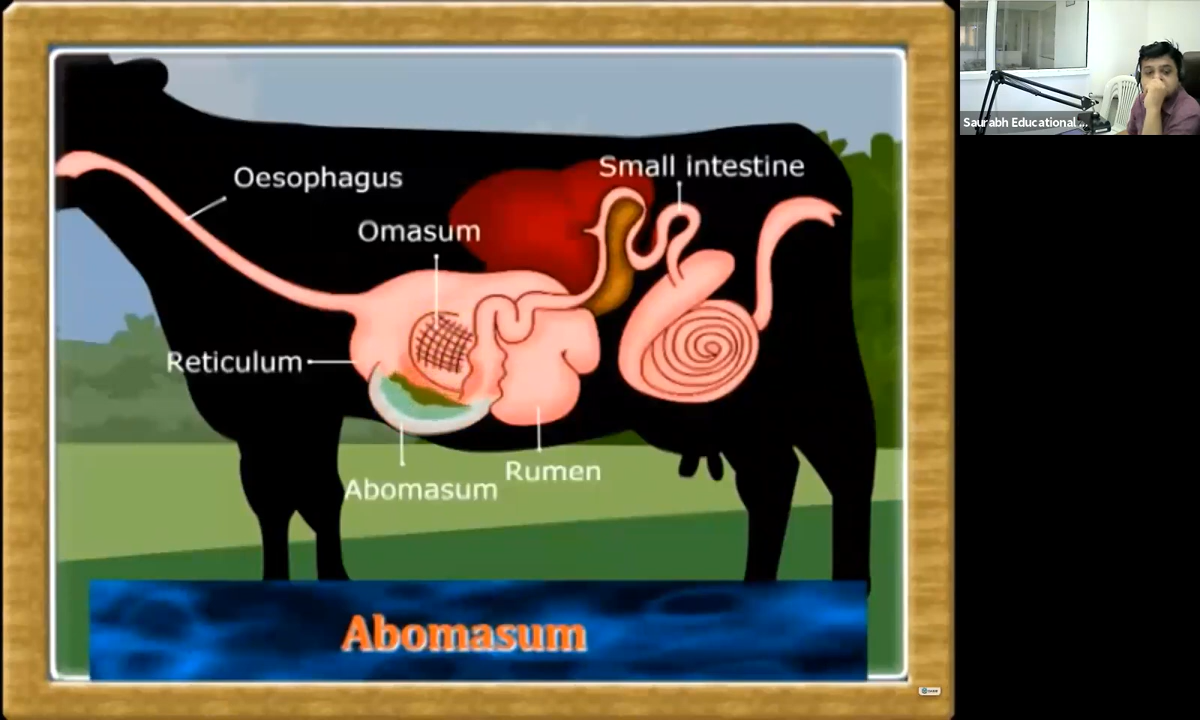 Oesophagus
Small intestine
Omasum
Reticulum
Rumen
Abomasum
Abomasum
Saurabh Educational ...